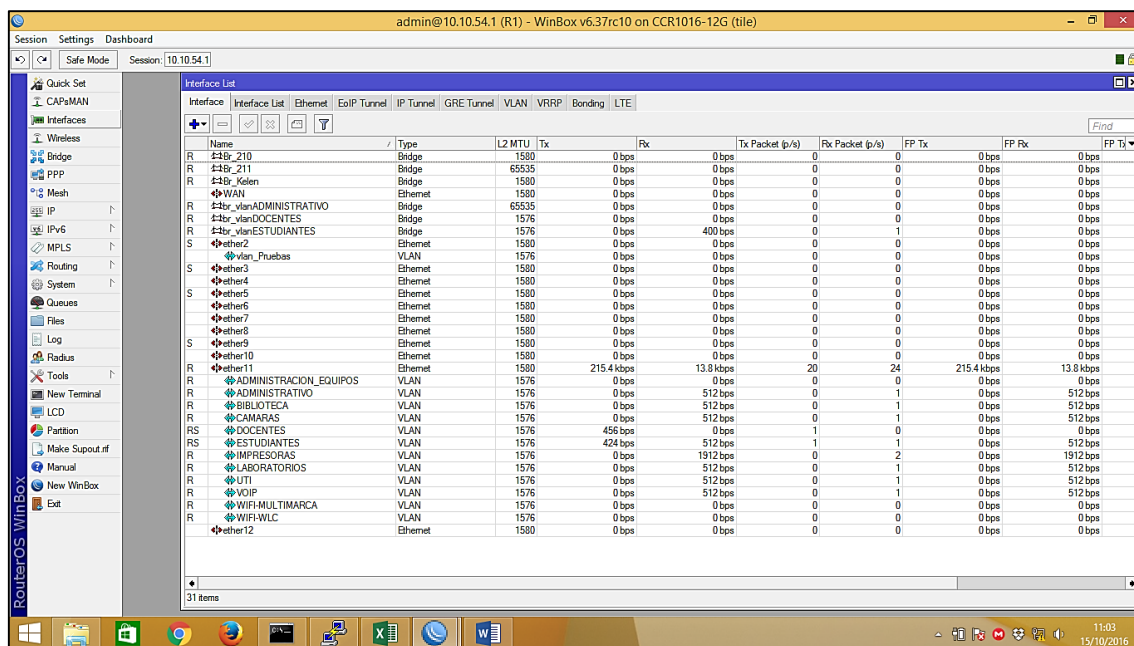 admin@10.10.54.1 (R1) - WinBox v6.37rc10 on CCR1016-12G (tile)
Session Settings Dashboard
Safe Mode Session: 10.10.54.1
Quick Set
CAPsMAN
Interfaces
Wireless
Bridge
PPP
Mesh
IP
IPv6
MPLS
Routing
System
Queues
Files
Log
Radius
Tools
New Terminal
LCD
Partition
Make Supout.rif
Manual
New WinBox
Exit
RouterOS WinBox
Interface List
Interface Interface List Ethernet EoIP Tunnel IP Tunnel GRE Tunnel VLAN VRRP Bonding LTE
Find
Name Type L2 MTU Tx Rx Tx Packet (p/s) Rx Packet (p/s) FP Tx FP Rx FP Tx
R Br_210 Bridge 1580 0 bps 0 bps 0 0 0 bps 0 bps
R Br_211 Bridge 65535 0 bps 0 bps 0 0 0 bps 0 bps
R Br_Kelen Bridge 1580 0 bps 0 bps 0 0 0 bps 0 bps
WAN Ethernet 1580 0 bps 0 bps 0 0 0 bps 0 bps
R br_vlanADMINISTRATIVO Bridge 65535 0 bps 0 bps 0 0 0 bps 0 bps
R br_vlanDOCENTES Bridge 1576 0 bps 0 bps 0 0 0 bps 0 bps
R br_vlanESTUDIANTES Bridge 1576 0 bps 400 bps 0 1 0 bps 0 bps
S ether2 Ethernet 1580 0 bps 0 bps 0 0 0 bps 0 bps
vlan_Pruebas VLAN 1576 0 bps 0 bps 0 0 0 bps 0 bps
S ether3 Ethernet 1580 0 bps 0 bps 0 0 0 bps 0 bps
ether4 Ethernet 1580 0 bps 0 bps 0 0 0 bps 0 bps
S ether5 Ethernet 1580 0 bps 0 bps 0 0 0 bps 0 bps
ether6 Ethernet 1580 0 bps 0 bps 0 0 0 bps 0 bps
ether7 Ethernet 1580 0 bps 0 bps 0 0 0 bps 0 bps
ether8 Ethernet 1580 0 bps 0 bps 0 0 0 bps 0 bps
S ether9 Ethernet 1580 0 bps 0 bps 0 0 0 bps 0 bps
ether10 Ethernet 1580 0 bps 0 bps 0 0 0 bps 0 bps
R ether11 Ethernet 1580 215.4 kbps 13.8 kbps 20 24 215.4 kbps 13.8 kbps
R ADMINISTRACION_EQUIPOS VLAN 1576 0 bps 0 bps 0 0 0 bps 0 bps
R ADMINISTRATIVO VLAN 1576 0 bps 512 bps 0 1 0 bps 512 bps
R BIBLIOTECA VLAN 1576 0 bps 512 bps 0 1 0 bps 512 bps
R CAMARAS VLAN 1576 0 bps 512 bps 0 1 0 bps 512 bps
RS DOCENTES VLAN 1576 456 bps 0 bps 1 0 0 bps 0 bps
RS ESTUDIANTES VLAN 1576 424 bps 512 bps 1 1 0 bps 512 bps
R IMPRESORAS VLAN 1576 0 bps 1912 bps 0 2 0 bps 1912 bps
R LABORATORIOS VLAN 1576 0 bps 512 bps 0 1 0 bps 512 bps
R UTI VLAN 1576 0 bps 512 bps 0 1 0 bps 512 bps
R VOIP VLAN 1576 0 bps 512 bps 0 1 0 bps 512 bps
R WIFI-MULTIMARCA VLAN 1576 0 bps 0 bps 0 0 0 bps 0 bps
R WIFI-WLC VLAN 1576 0 bps 0 bps 0 0 0 bps 0 bps
ether12 Ethernet 1580 0 bps 0 bps 0 0 0 bps 0 bps
31 items
11:03
15/10/2016